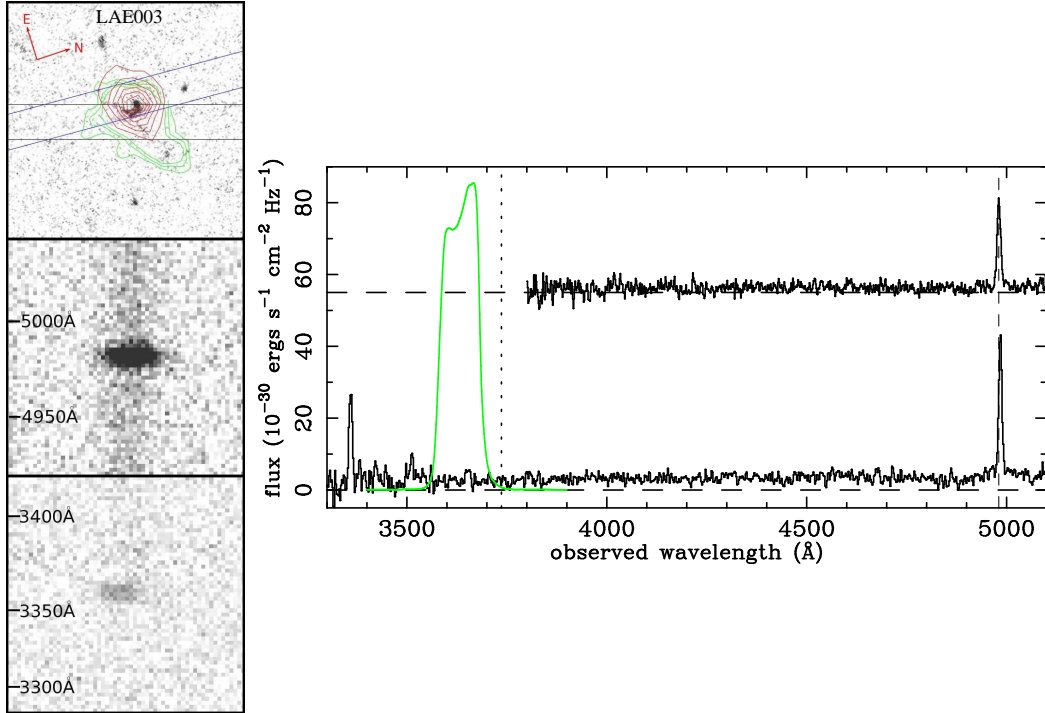 LAE003
E
N
5000Å
4950Å
3400Å
3350Å
3300Å
flux (10⁻³⁰ ergs s⁻¹ cm⁻² Hz⁻¹)
80
60
40
20
0
3500 4000 4500 5000
observed wavelength (Å)